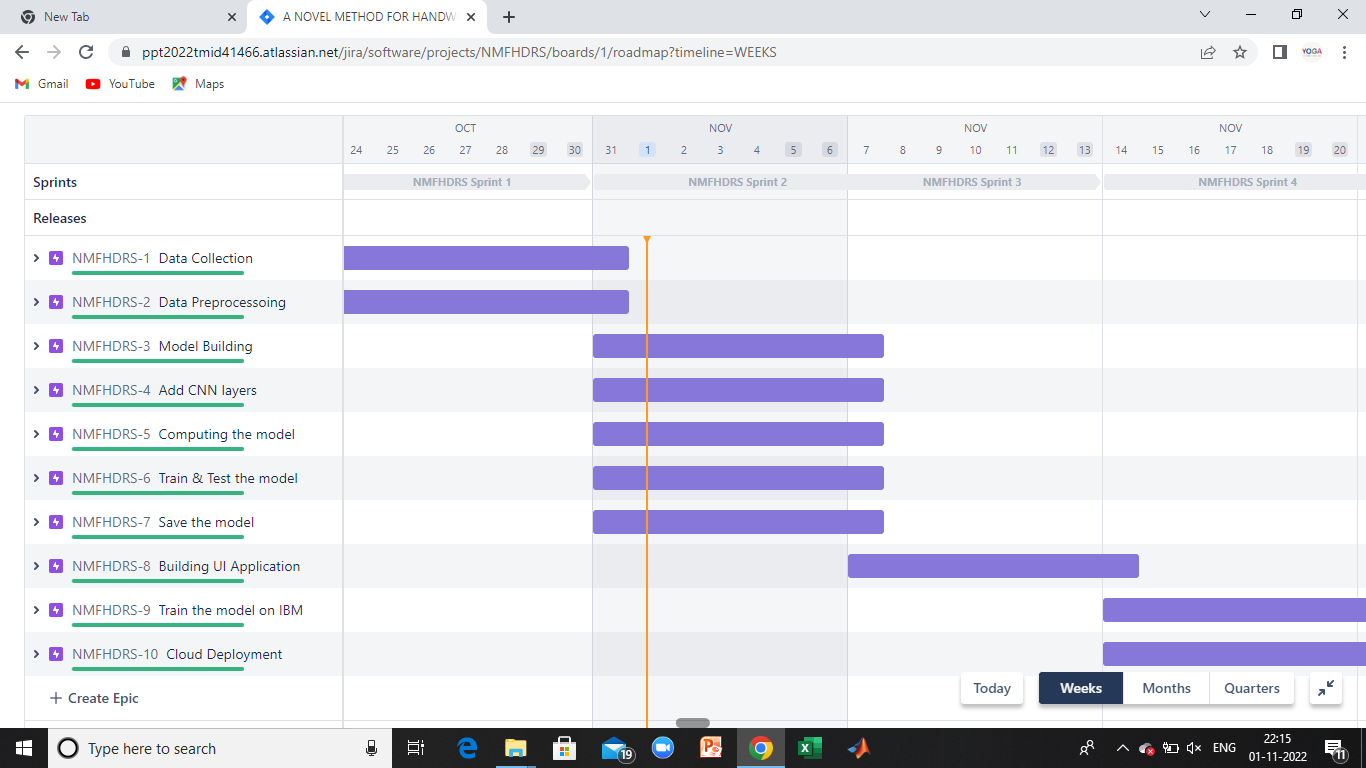 New Tab
A NOVEL METHOD FOR HANDW
ppt2022tmid41466.atlassian.net/jira/software/projects/NMFHDRS/boards/1/roadmap?timeline=WEEKS
YOGA
Gmail YouTube Maps
OCT NOV NOV NOV
24 25 26 27 28 29 30 31 1 2 3 4 5 6 7 8 9 10 11 12 13 14 15 16 17 18 19 20
Sprints NMFHDRS Sprint 1 NMFHDRS Sprint 2 NMFHDRS Sprint 3 NMFHDRS Sprint 4
Releases
NMFHDRS-1 Data Collection
NMFHDRS-2 Data Preprocessoing
NMFHDRS-3 Model Building
NMFHDRS-4 Add CNN layers
NMFHDRS-5 Computing the model
NMFHDRS-6 Train & Test the model
NMFHDRS-7 Save the model
NMFHDRS-8 Building UI Application
NMFHDRS-9 Train the model on IBM
NMFHDRS-10 Cloud Deployment
+ Create Epic
Today Weeks Months Quarters
Type here to search
19
ENG
22:15
01-11-2022
11